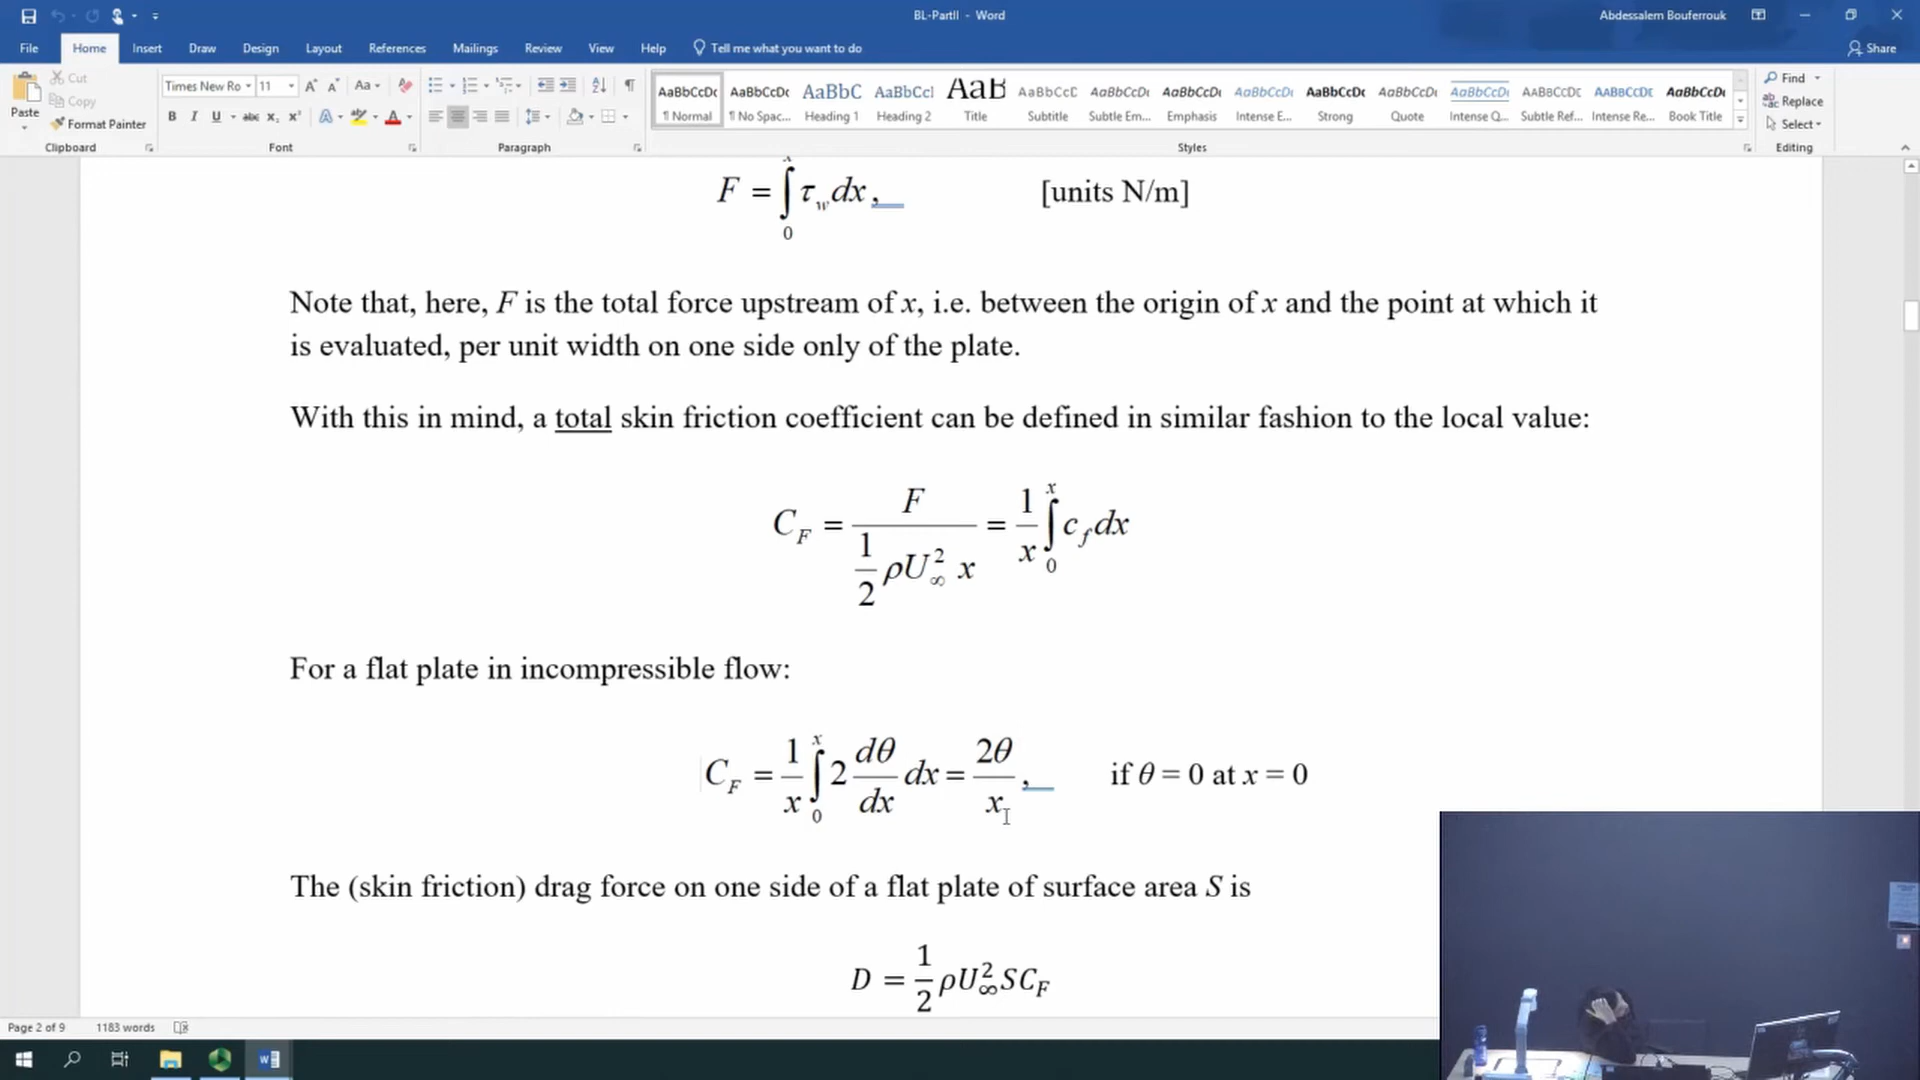 BL-PartII - Word
Abdessalem Bouferrouk
File Home Insert Draw Design Layout References Mailings Review View Help Tell me what you want to do Share
Paste Cut Copy Format Painter Clipboard
Times New Ro 11 Font
Paragraph
AaBbCcDc AaBbCcDc AaBbC AaBbCcI AaB AaBbCcC AaBbCcDi AaBbCcDi AaBbCcDi AaBbCcDc AaBbCcDi AaBbCcDi AABBCCDC AABBCCDC AaBbCcDi
¶ Normal ¶ No Spac... Heading 1 Heading 2 Title Subtitle Subtle Em... Emphasis Intense E... Strong Quote Intense Q... Subtle Ref... Intense Re... Book Title
Styles
Find Replace Select Editing
F = ∫₀ˣ τ_w dx, [units N/m]
Note that, here, F is the total force upstream of x, i.e. between the origin of x and the point at which it
is evaluated, per unit width on one side only of the plate.
With this in mind, a total skin friction coefficient can be defined in similar fashion to the local value:
C_F = F / (1/2 ρU∞² x) = 1/x ∫₀ˣ c_f dx
For a flat plate in incompressible flow:
C_F = 1/x ∫₀ˣ 2 dθ/dx dx = 2θ/x, if θ = 0 at x = 0
The (skin friction) drag force on one side of a flat plate of surface area S is
D = 1/2 ρU∞² SC_F
Page 2 of 9 1183 words